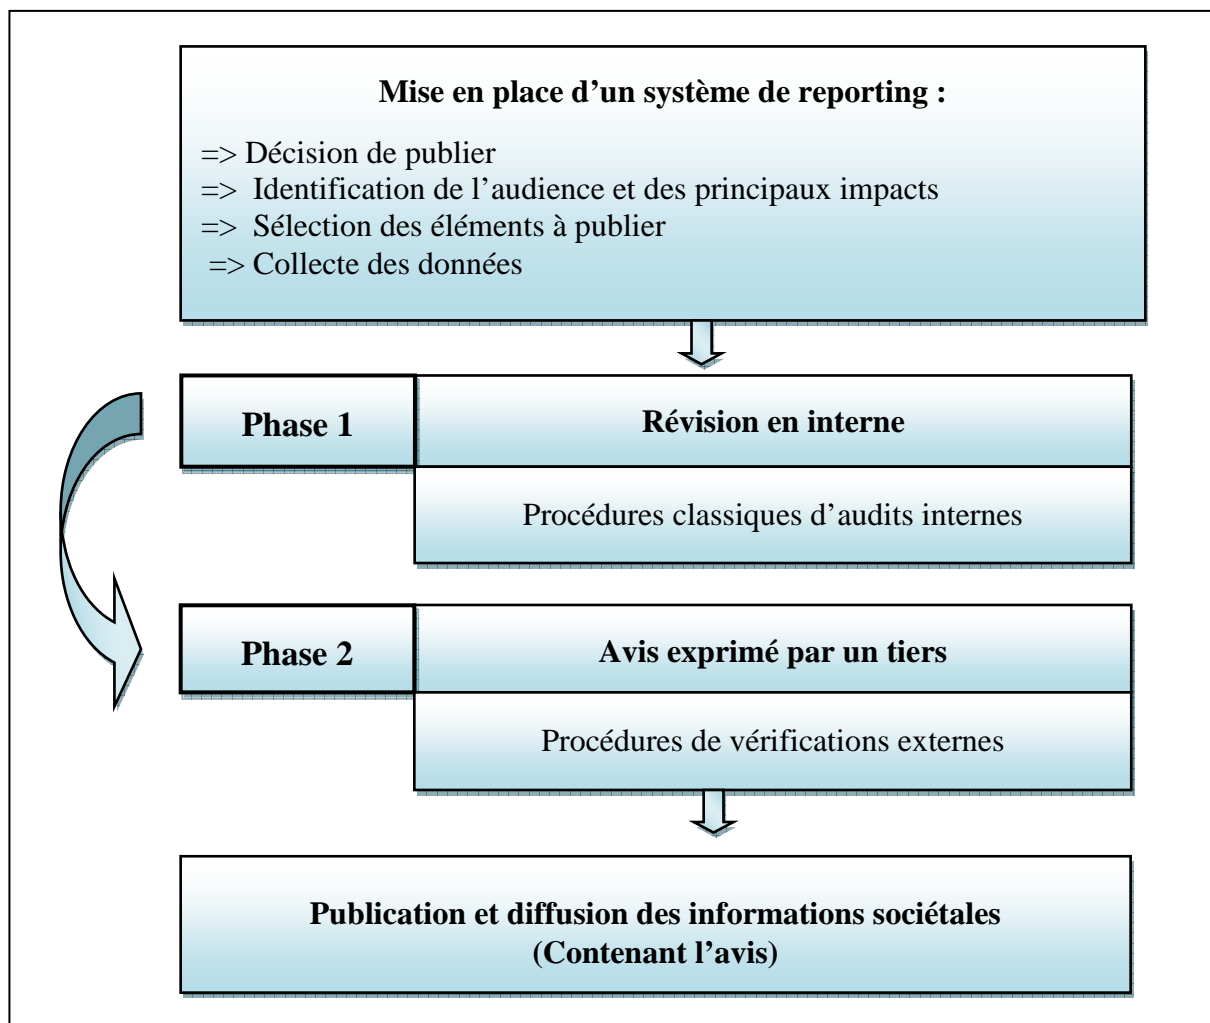 Mise en place d’un système de reporting :
=> Décision de publier
=> Identification de l’audience et des principaux impacts
=> Sélection des éléments à publier
=> Collecte des données
Phase 1
Révision en interne
Procédures classiques d’audits internes
Phase 2
Avis exprimé par un tiers
Procédures de vérifications externes
Publication et diffusion des informations sociétales
(Contenant l’avis)